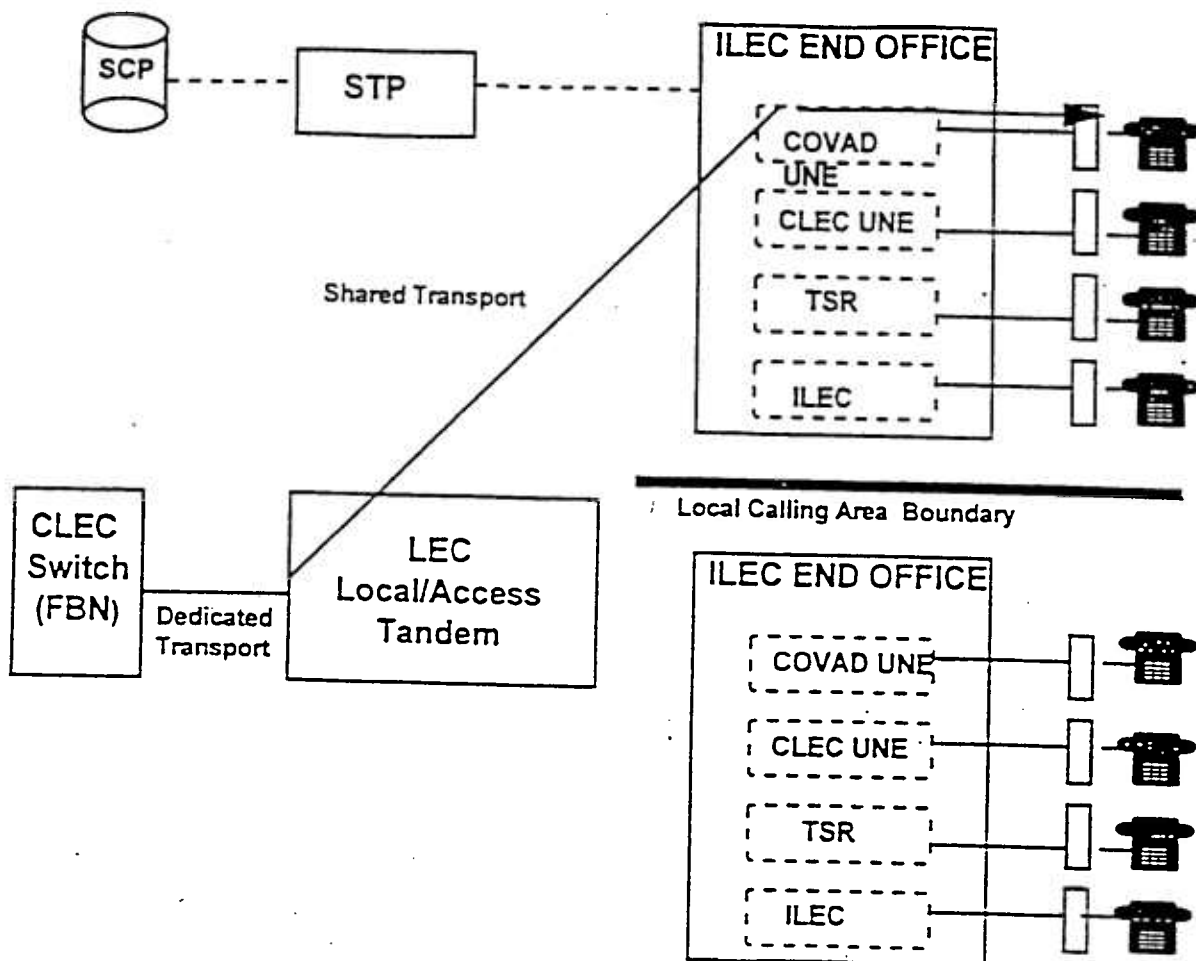 ILEC END OFFICE
SCP
STP
COVAD
UNE
CLEC UNE
TSR
ILEC
Shared Transport
Local Calling Area Boundary
CLEC
Switch
(FBN)
Dedicated
Transport
LEC
Local/Access
Tandem
ILEC END OFFICE
COVAD UNE
CLEC UNE
TSR
ILEC